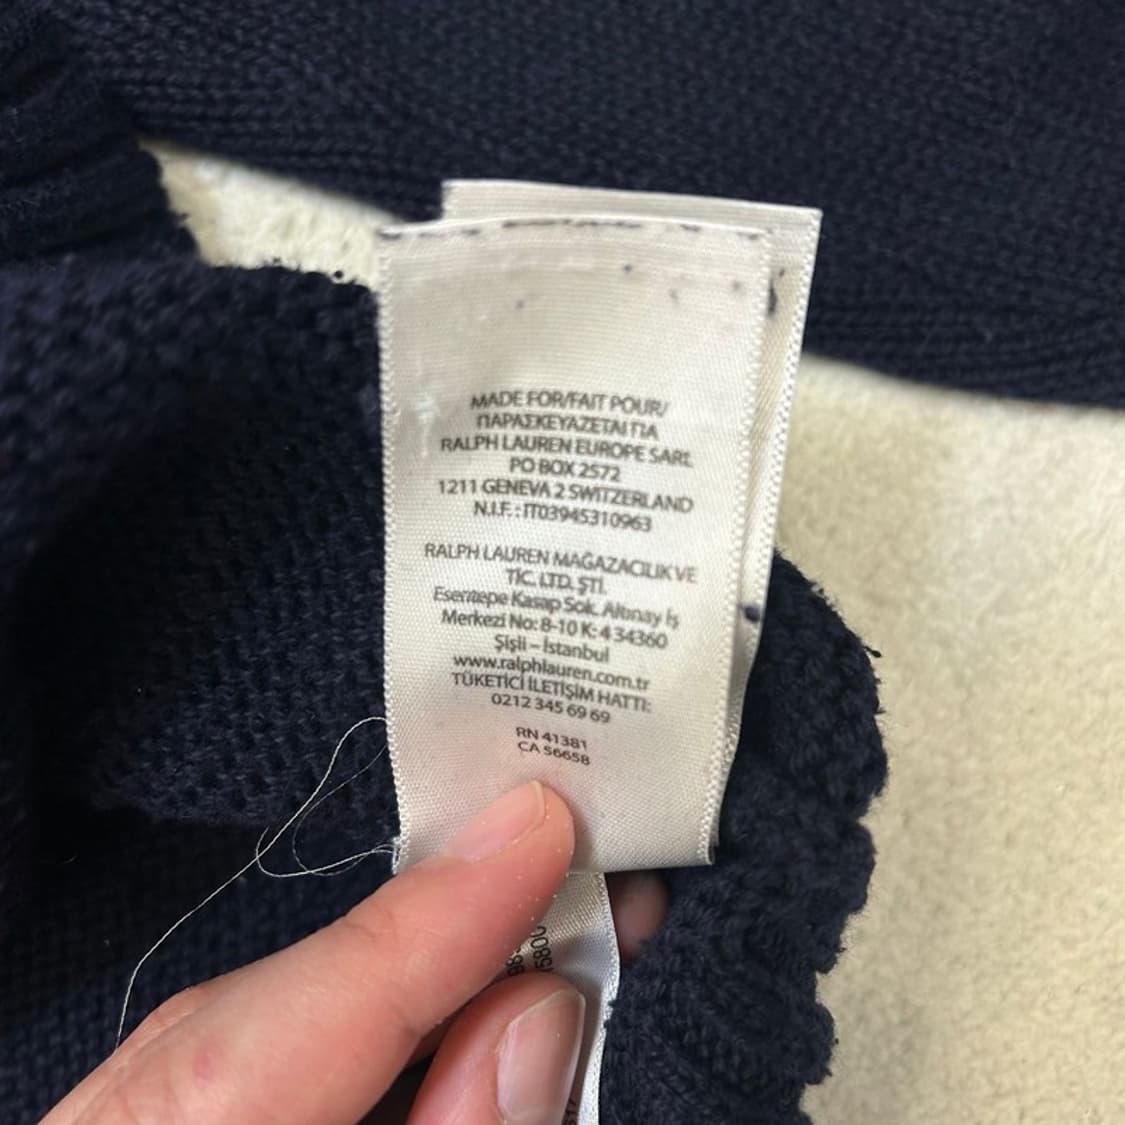 MADE FOR/FAIT POUR/
ΠΑΡΑΣΚΕΥΑΖΕΤΑΙ ΓΙΑ
RALPH LAUREN EUROPE SARL
PO BOX 2572
1211 GENEVA 2 SWITZERLAND
N.I.F. : IT03945310963
RALPH LAUREN MAĞAZACILIK VE
TİC. LTD. ŞTİ.
Esentepe Kasap Sok. Altınay İş
Merkezi No: 8-10 K: 4 34360
Şişli – İstanbul
www.ralphlauren.com.tr
TÜKETİCİ İLETİŞİM HATTI:
0212 345 69 69
RN 41381
CA 56658